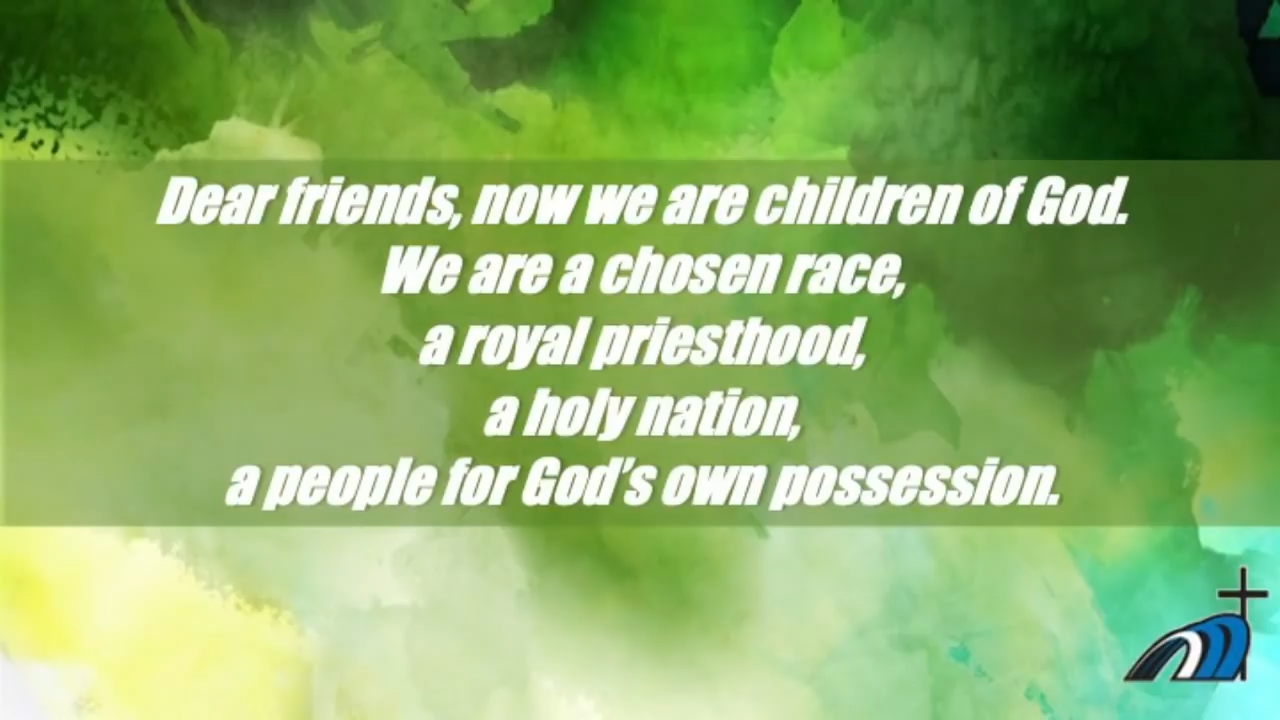 Dear friends, now we are children of God.
We are a chosen race,
a royal priesthood,
a holy nation,
a people for God’s own possession.